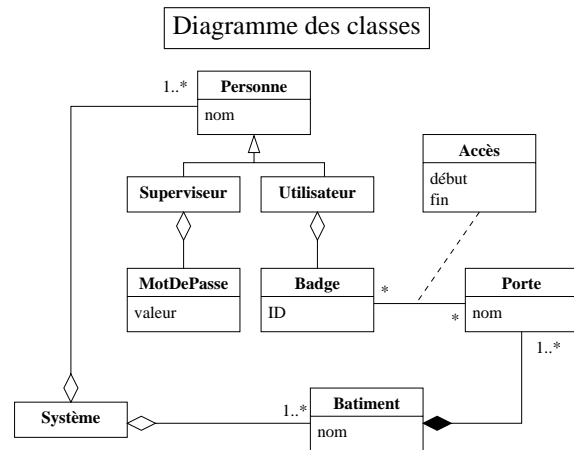 Diagramme des classes
1..*
Personne
nom
Accès
début
fin
Superviseur
Utilisateur
MotDePasse
valeur
Badge
ID
*
*
Porte
nom
1..*
Système
1..*
Batiment
nom